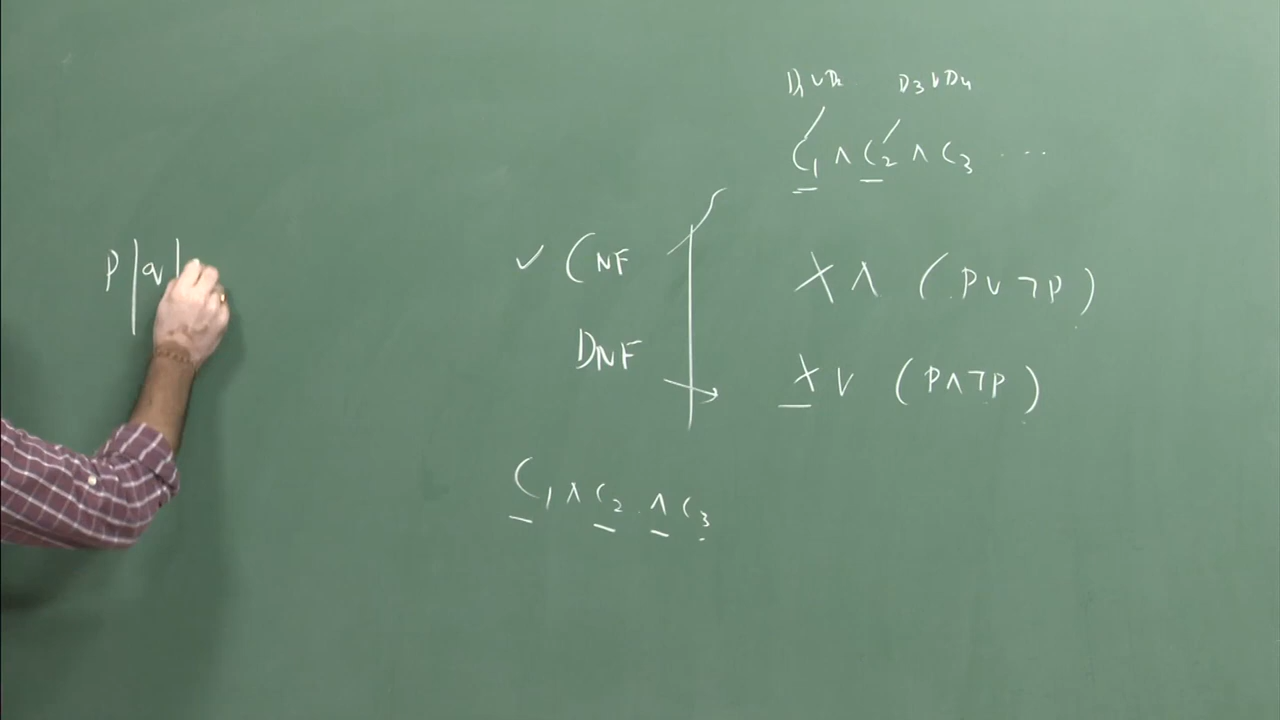 D1 ∨ D2 D3 ∨ D4
C1 ∧ C2 ∧ C3 ...
P | q |
✓ CNF
X ∧ (P ∨ ¬P)
DNF
X ∨ (P ∧ ¬P)
C1 ∧ C2 ∧ C3